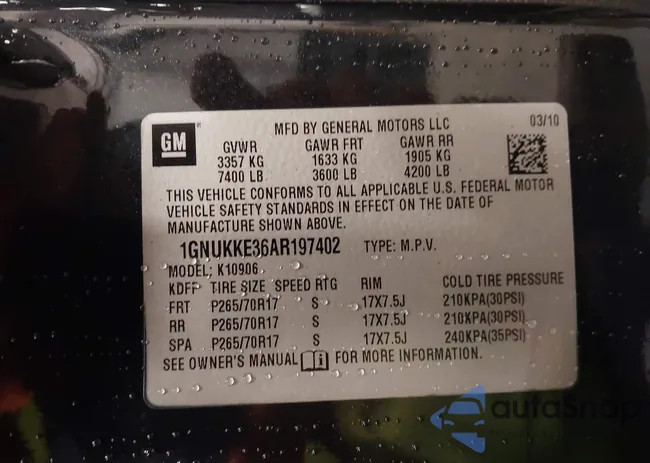 GM
MFD BY GENERAL MOTORS LLC
03/10
GVWR GAWR FRT GAWR RR
3357 KG 1633 KG 1905 KG
7400 LB 3600 LB 4200 LB
THIS VEHICLE CONFORMS TO ALL APPLICABLE U.S. FEDERAL MOTOR
VEHICLE SAFETY STANDARDS IN EFFECT ON THE DATE OF
MANUFACTURE SHOWN ABOVE.
1GNUKKE36AR197402 TYPE: M.P.V.
MODEL: K10906
KDFF TIRE SIZE SPEED RTG RIM COLD TIRE PRESSURE
FRT P265/70R17 S 17X7.5J 210KPA(30PSI)
RR P265/70R17 S 17X7.5J 210KPA(30PSI)
SPA P265/70R17 S 17X7.5J 240KPA(35PSI)
SEE OWNER'S MANUAL FOR MORE INFORMATION.
autoSnap